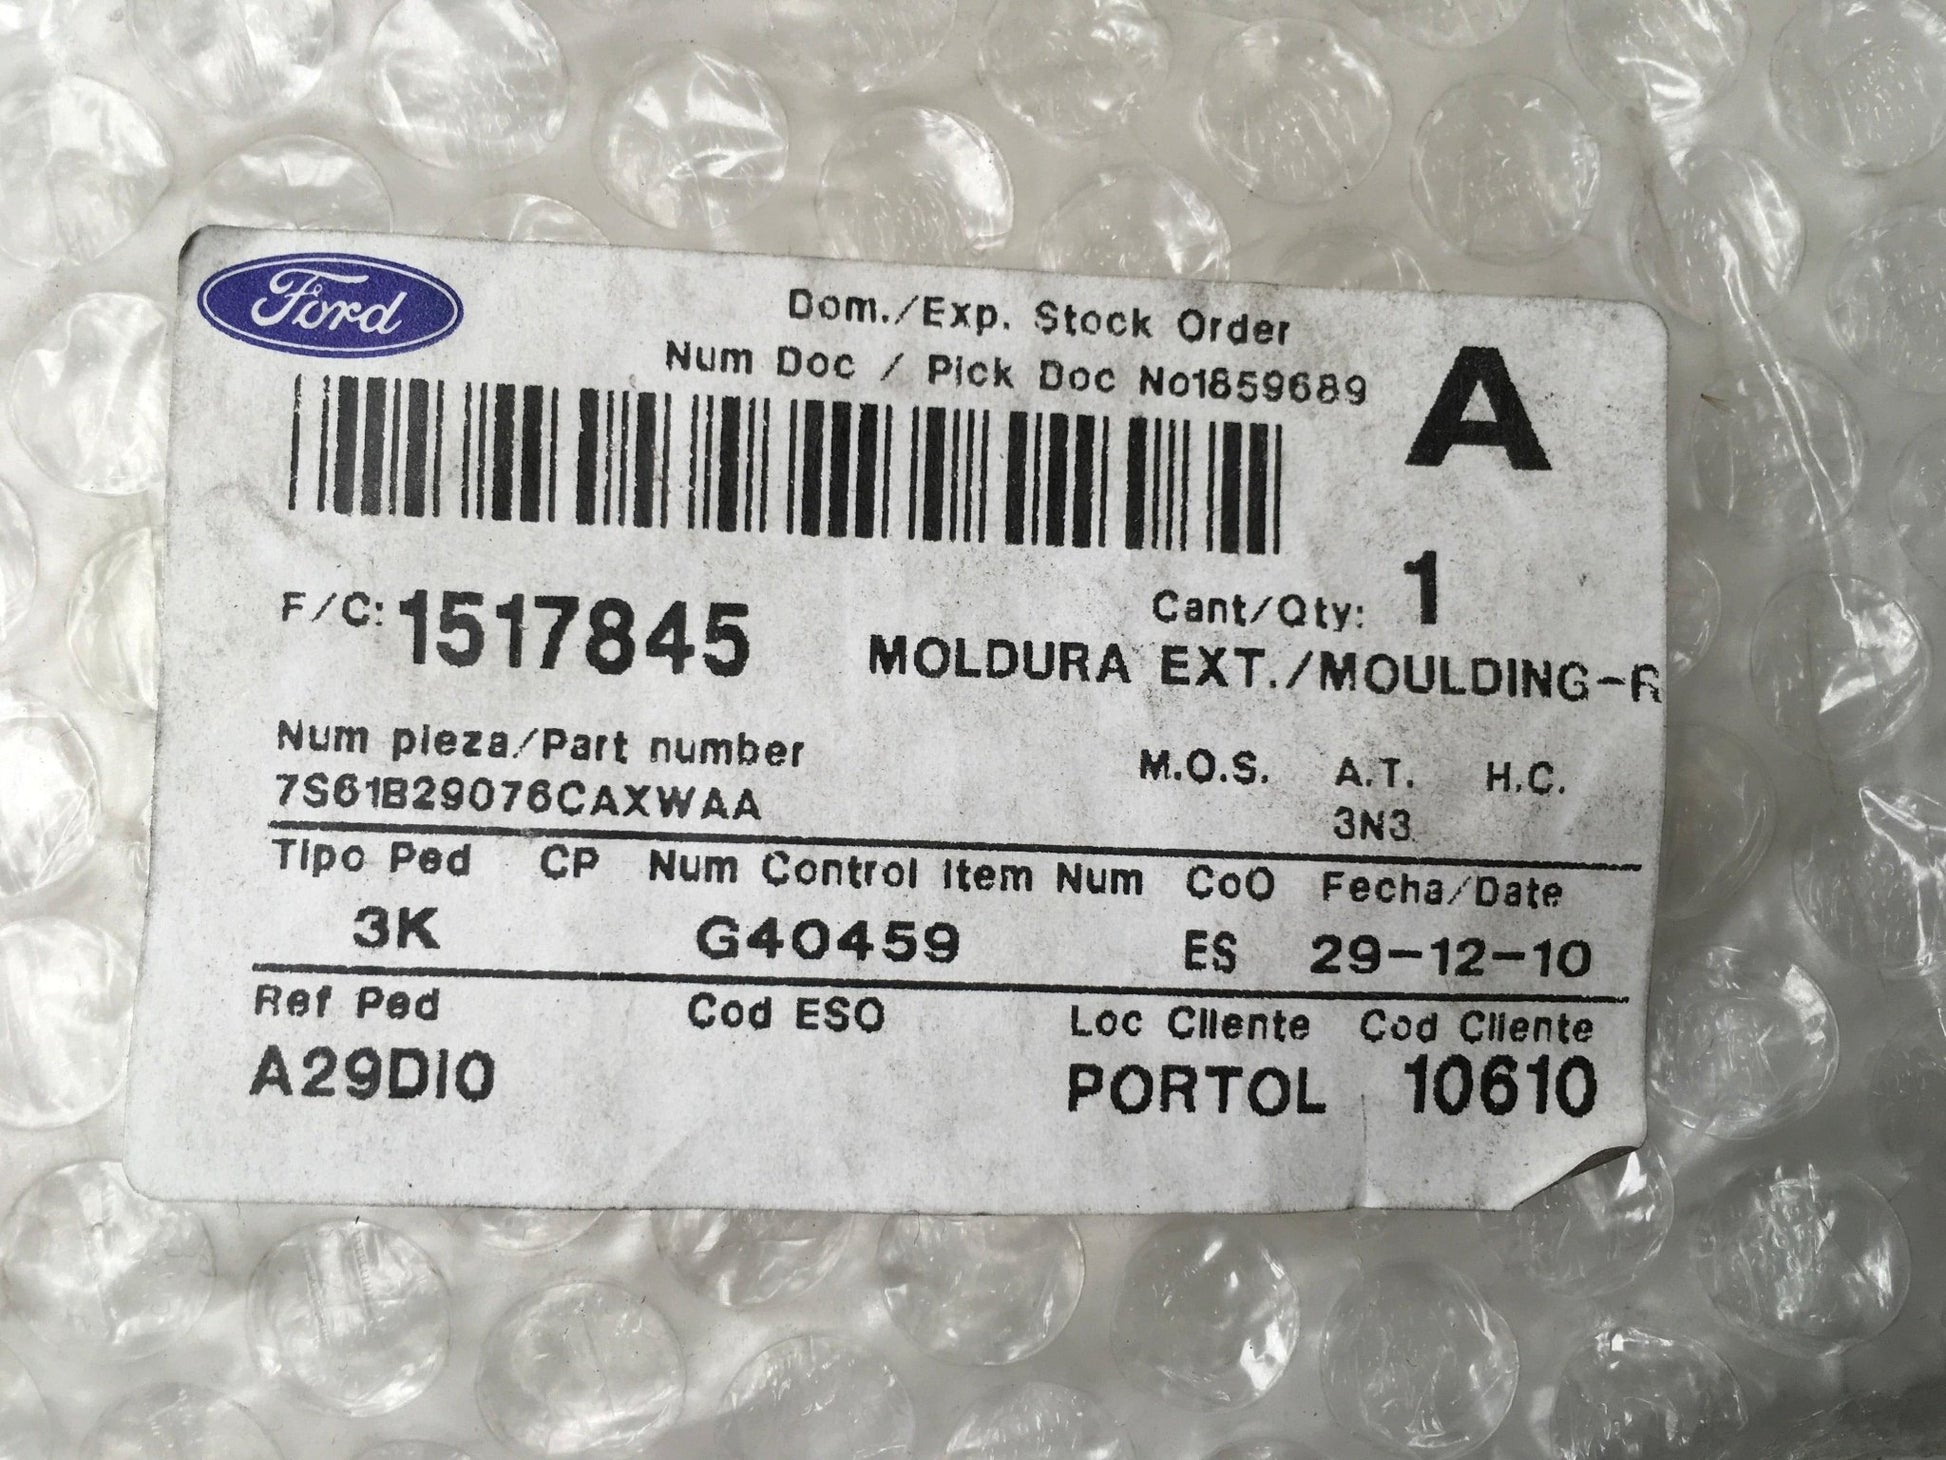 Ford
Dom./Exp. Stock Order
Num Doc / Pick Doc No1859689
A
F/C: 1517845
Cant/Qty: 1
MOLDURA EXT./MOULDING-R
Num pieza/Part number
7S61B29076CAXWAA
M.O.S. A.T. H.C.
3N3
Tipo Ped CP Num Control Item Num CoO Fecha/Date
3K G40459 ES 29-12-10
Ref Ped Cod ESO Loc Cliente Cod Cliente
A29DI0 PORTOL 10610